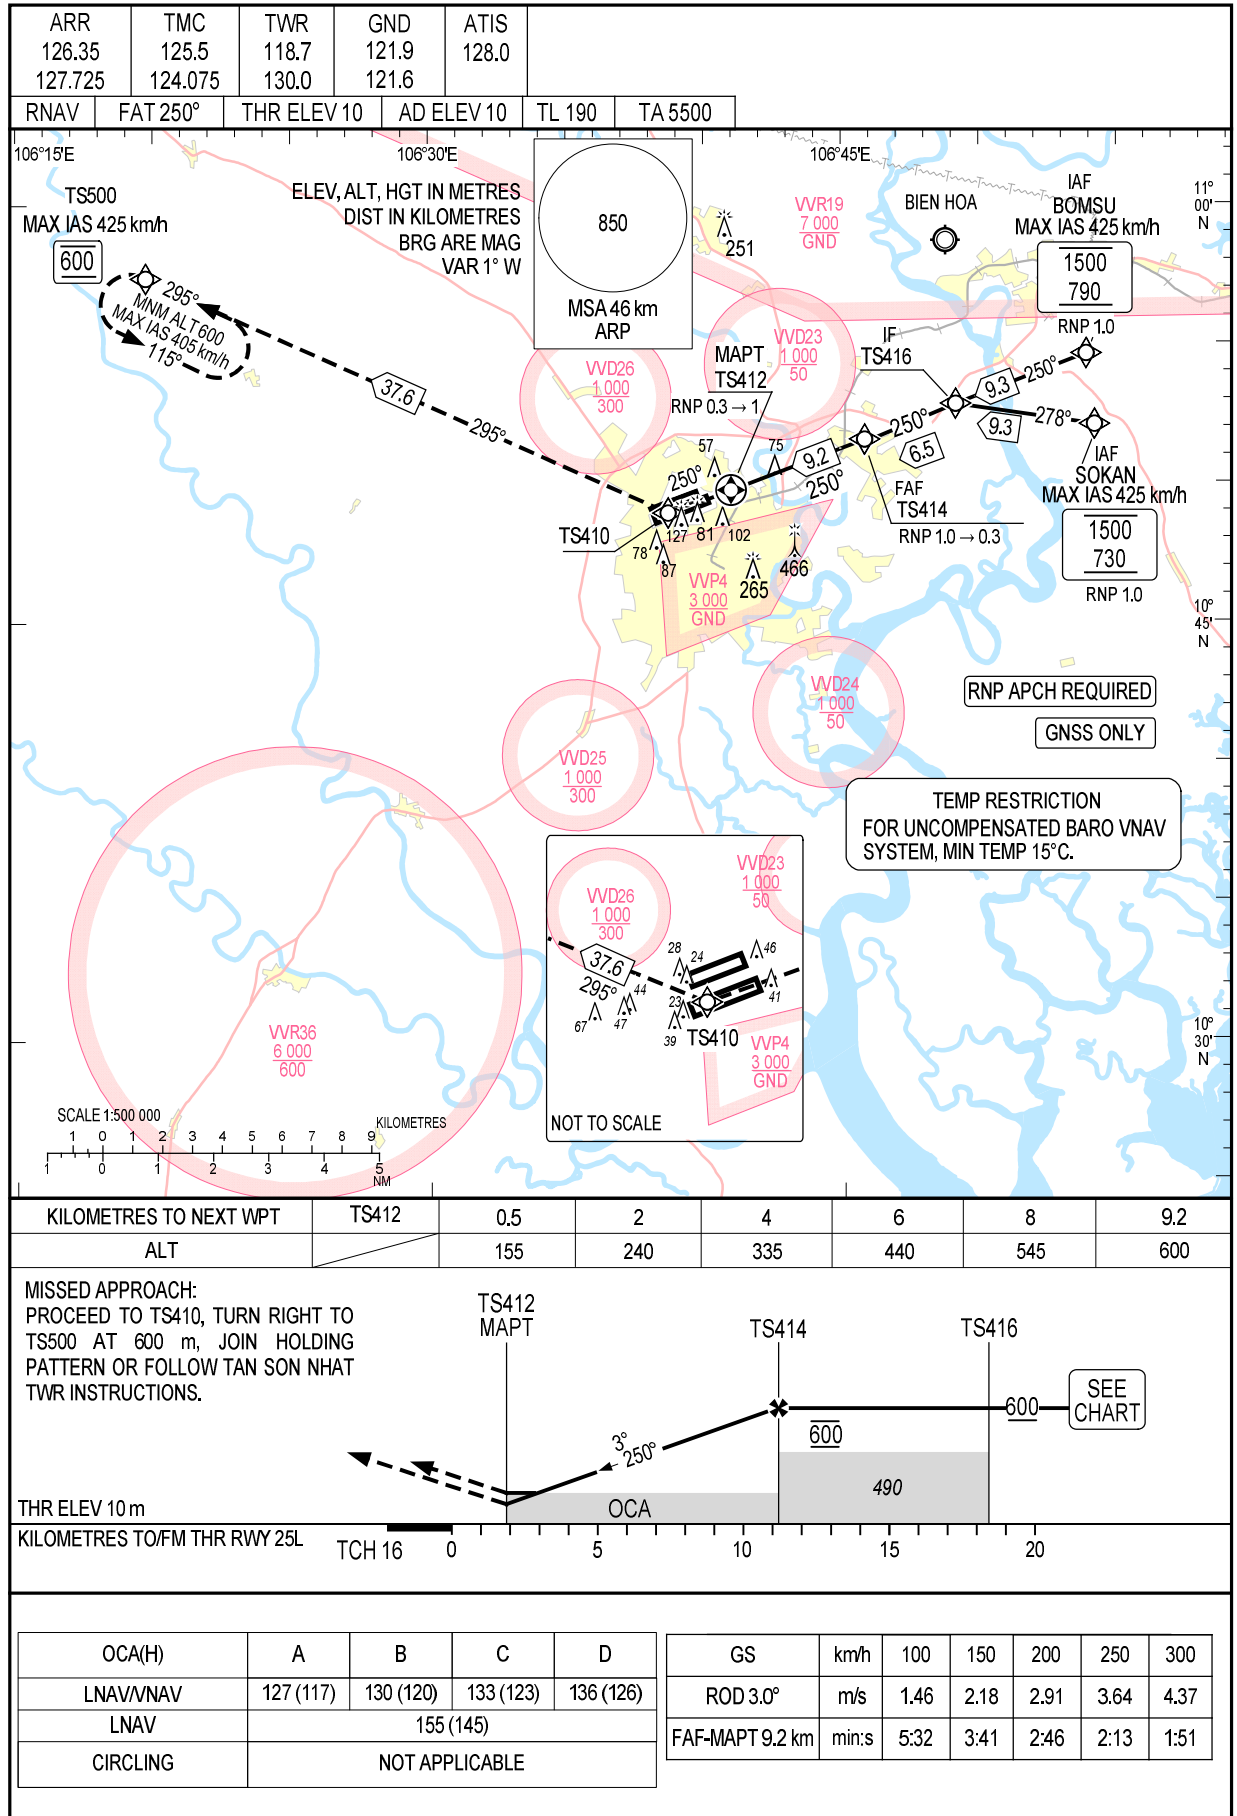 ARR TMC TWR GND ATIS
126.35 125.5 118.7 121.9 128.0
127.725 124.075 130.0 121.6
RNAV FAT 250° THR ELEV 10 AD ELEV 10 TL 190 TA 5500
106°15'E 106°30'E 106°45'E
TS500
MAX IAS 425 km/h
600
295°
MNM ALT 600
MAX IAS 405 km/h
115°
37.6
295°
ELEV, ALT, HGT IN METRES
DIST IN KILOMETRES
BRG ARE MAG
VAR 1° W
850
MSA 46 km
ARP
251
VVR19
7 000
GND
BIEN HOA
IAF
BOMSU
MAX IAS 425 km/h
1500
790
RNP 1.0
11°
00'
N
VVD26
1 000
300
VVD23
1 000
50
MAPT
TS412
RNP 0.3 → 1
IF
TS416
9.3
250°
9.3
278°
250°
6.5
9.2
250°
IAF
SOKAN
MAX IAS 425 km/h
1500
730
RNP 1.0
FAF
TS414
RNP 1.0 → 0.3
57
75
250°
TS410
127
81
102
78
87
265
466
VVP4
3 000
GND
10°
45'
N
VVD24
1 000
50
RNP APCH REQUIRED
GNSS ONLY
VVD25
1 000
300
TEMP RESTRICTION
FOR UNCOMPENSATED BARO VNAV
SYSTEM, MIN TEMP 15°C.
VVD26
1 000
300
VVD23
1 000
50
37.6
295°
28
24
46
44
67
47
23
39
41
TS410
VVP4
3 000
GND
NOT TO SCALE
10°
30'
N
VVR36
6 000
600
SCALE 1:500 000
KILOMETRES
1 0 1 2 3 4 5 6 7 8 9
1 0 1 2 3 4 5
NM
KILOMETRES TO NEXT WPT TS412 0.5 2 4 6 8 9.2
ALT 155 240 335 440 545 600
MISSED APPROACH:
PROCEED TO TS410, TURN RIGHT TO
TS500 AT 600 m, JOIN HOLDING
PATTERN OR FOLLOW TAN SON NHAT
TWR INSTRUCTIONS.
TS412
MAPT
TS414
TS416
600
SEE
CHART
600
3°
250°
490
OCA
THR ELEV 10 m
KILOMETRES TO/FM THR RWY 25L
TCH 16
0 5 10 15 20
OCA(H) A B C D
LNAV/VNAV 127 (117) 130 (120) 133 (123) 136 (126)
LNAV 155 (145)
CIRCLING NOT APPLICABLE
GS km/h 100 150 200 250 300
ROD 3.0° m/s 1.46 2.18 2.91 3.64 4.37
FAF-MAPT 9.2 km min:s 5:32 3:41 2:46 2:13 1:51